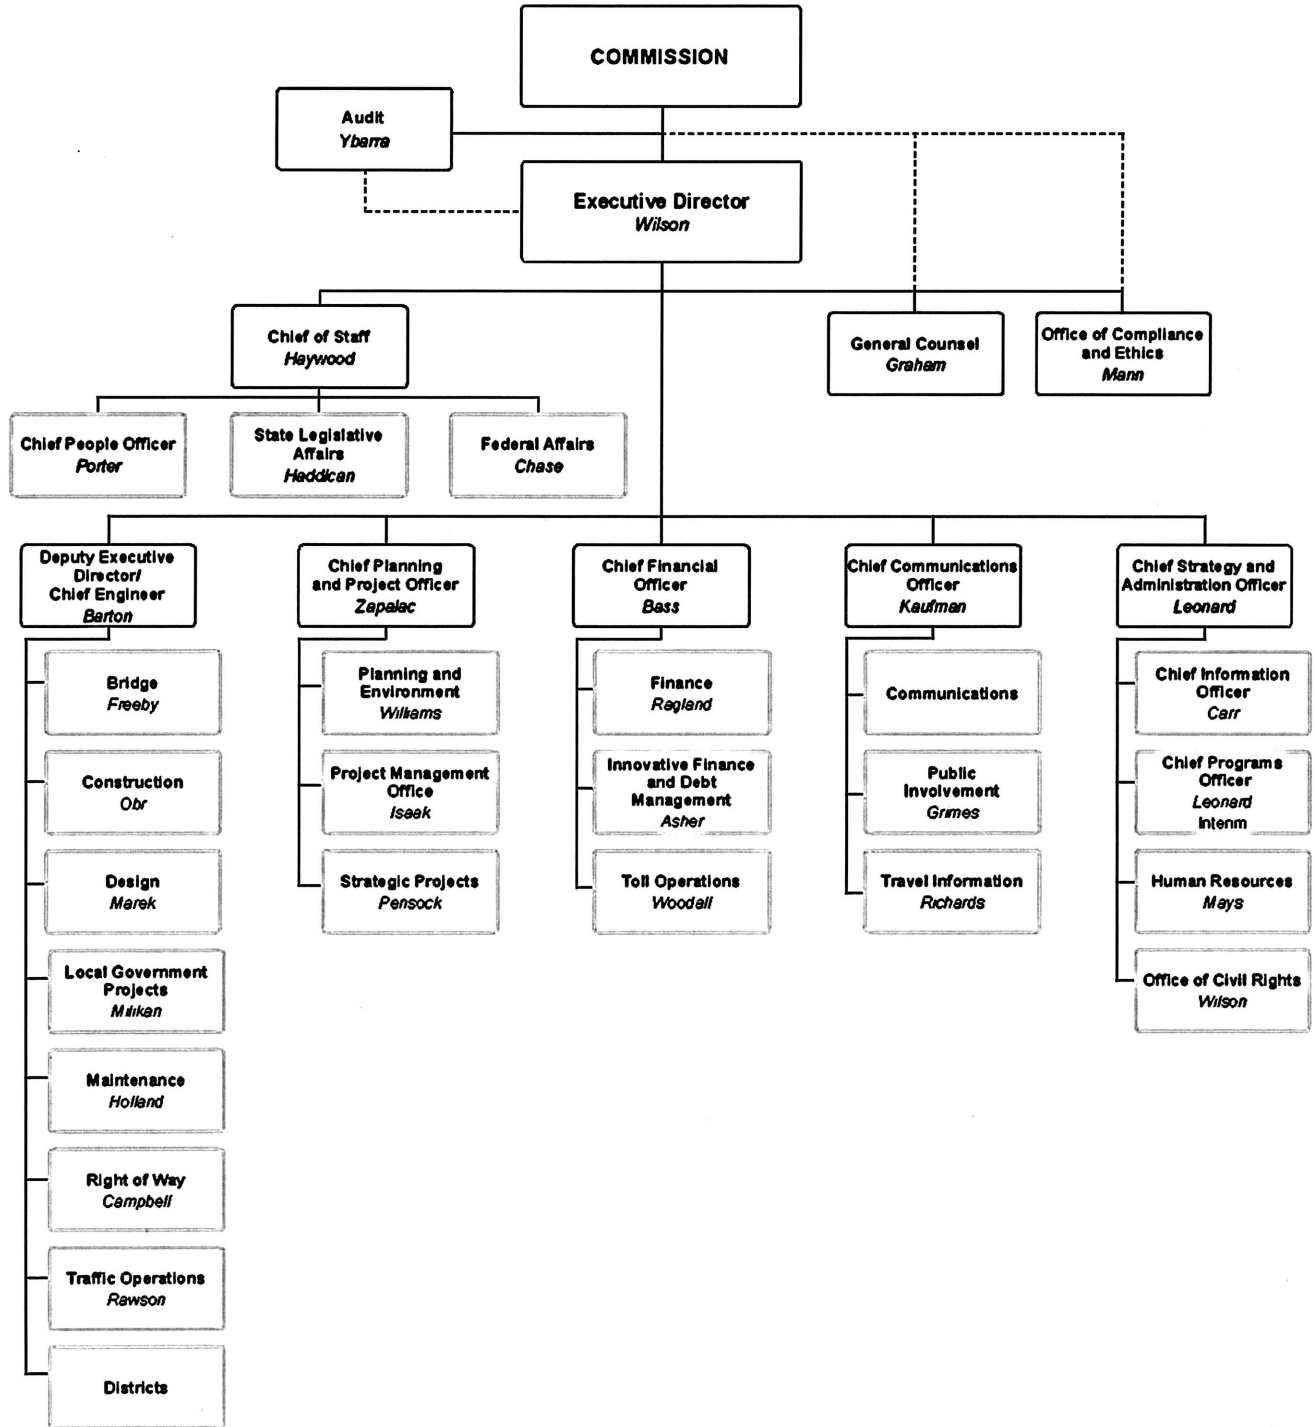 COMMISSION
Audit
Ybarra
Executive Director
Wilson
Chief of Staff
Haywood
General Counsel
Graham
Office of Compliance
and Ethics
Mann
Chief People Officer
Porter
State Legislative
Affairs
Haddican
Federal Affairs
Chase
Deputy Executive
Director/
Chief Engineer
Barton
Chief Planning
and Project Officer
Zapalac
Chief Financial
Officer
Bass
Chief Communications
Officer
Kaufman
Chief Strategy and
Administration Officer
Leonard
Bridge
Freeby
Construction
Obr
Design
Marek
Local Government
Projects
Millikan
Maintenance
Holland
Right of Way
Campbell
Traffic Operations
Rawson
Districts
Planning and
Environment
Williams
Project Management
Office
Isaak
Strategic Projects
Pensock
Finance
Ragland
Innovative Finance
and Debt
Management
Asher
Toll Operations
Woodall
Communications
Public
Involvement
Grimes
Travel Information
Richards
Chief Information
Officer
Carr
Chief Programs
Officer
Leonard
Interim
Human Resources
Mays
Office of Civil Rights
Wilson